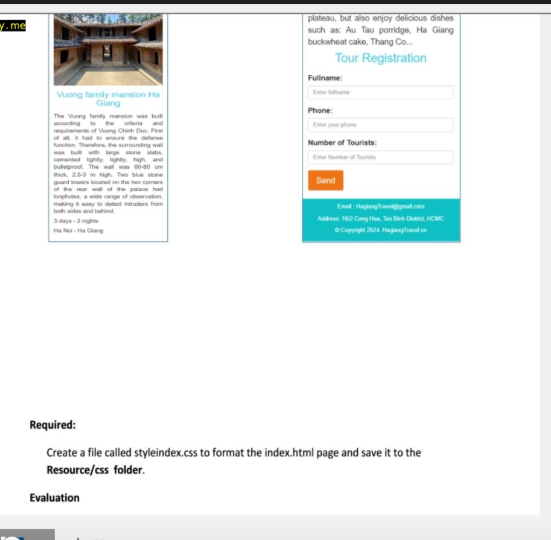 y.me
plateau, but also enjoy delicious dishes
such as: Au Tau porridge, Ha Giang
buckwheat cake, Thang Co...
Tour Registration
Fullname:
Enter fullname
Phone:
Enter your phone
Number of Tourists:
Enter Number of Tourists
Send
Email : HagiangTravel@gmail.com
Address: 18/2 Cong Hoa, Tan Binh District, HCMC
© Copyright 2024. HagiangTravel.vn
Vuong family mansion Ha
Giang
The Vuong family mansion was built
according to the criteria and
requirements of Vuong Chinh Duc. First
of all, it had to ensure the defense
function. Therefore, the surrounding wall
was built with large stone slabs,
cemented tightly, tightly, high, and
bulletproof. The wall was 60-80 cm
thick, 2.5-3 m high. Two blue stone
guard towers located on the two corners
of the rear wall of the palace had
loopholes, a wide range of observation,
making it easy to detect intruders from
both sides and behind.
3 days - 2 nights
Ha Noi - Ha Giang
Required:
Create a file called styleindex.css to format the index.html page and save it to the
Resource/css folder.
Evaluation